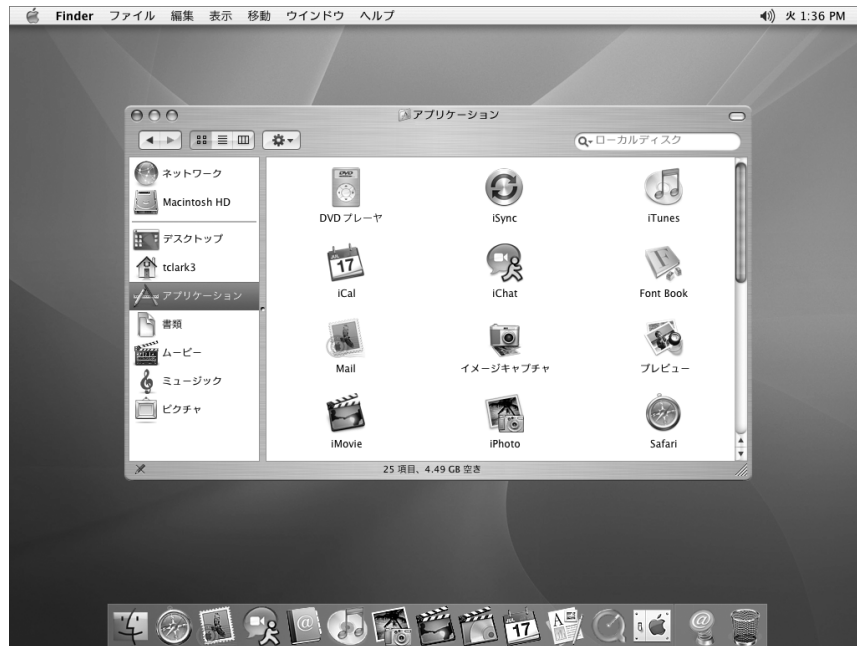 Finder ファイル 編集 表示 移動 ウインドウ ヘルプ 火 1:36 PM
アプリケーション
ローカルディスク
ネットワーク
Macintosh HD
デスクトップ
tclark3
アプリケーション
書類
ムービー
ミュージック
ピクチャ
DVD プレーヤ iSync iTunes
17
iCal iChat Font Book
Mail イメージキャプチャ プレビュー
iMovie iPhoto Safari
25 項目、4.49 GB 空き
17